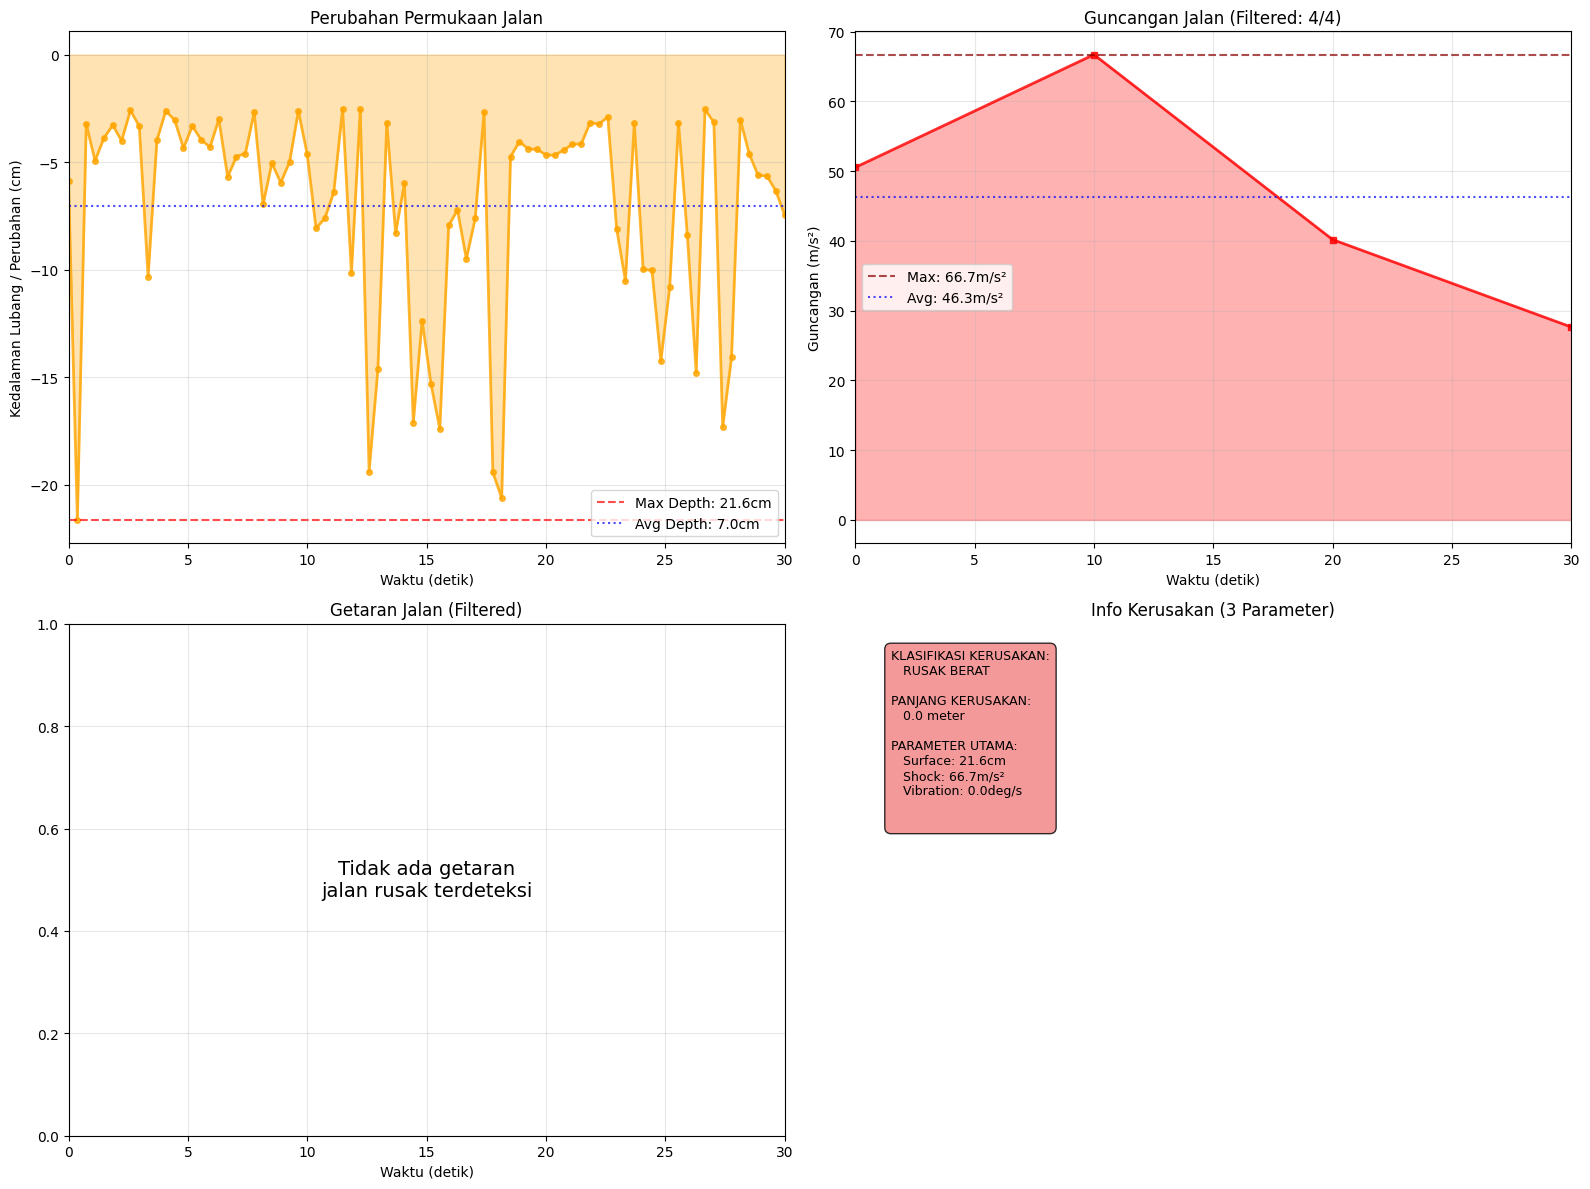 Perubahan Permukaan Jalan
Kedalaman Lubang / Perubahan (cm)
0
−5
−10
−15
−20
Max Depth: 21.6cm
Avg Depth: 7.0cm
0 5 10 15 20 25 30
Waktu (detik)
Guncangan Jalan (Filtered: 4/4)
Guncangan (m/s²)
70
60
50
40
30
20
10
0
Max: 66.7m/s²
Avg: 46.3m/s²
0 5 10 15 20 25 30
Waktu (detik)
Getaran Jalan (Filtered)
1.0
0.8
0.6
0.4
0.2
0.0
Tidak ada getaran
jalan rusak terdeteksi
0 5 10 15 20 25 30
Waktu (detik)
Info Kerusakan (3 Parameter)
KLASIFIKASI KERUSAKAN:
RUSAK BERAT
PANJANG KERUSAKAN:
0.0 meter
PARAMETER UTAMA:
Surface: 21.6cm
Shock: 66.7m/s²
Vibration: 0.0deg/s